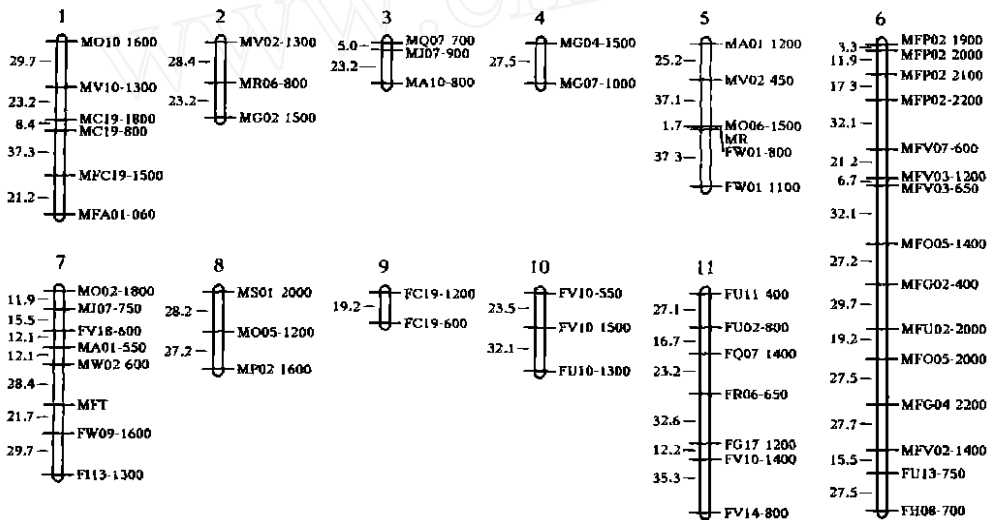 1
MO10 1600
29.7
MV10-1300
23.2
MC19-1800
8.4
MC19-800
37.3
MFC19-1500
21.2
MFA01-060
2
MV02-1300
28.4
MR06-800
23.2
MG02 1500
3
MQ07 700
5.0
MJ07-900
23.2
MA10-800
4
MG04-1500
27.5
MG07-1000
5
MA01 1200
25.2
MV02 450
37.1
MO06-1500
1.7
MR
FW01-800
37.3
FW01 1100
6
MFP02 1900
3.3
MFP02 2000
11.9
MFP02 2100
17 3
MFP02-2200
32.1
MFV07-600
21.2
MFV03-1200
6.7
MFV03-650
32.1
MFO05-1400
27.2
MFG02-400
29.7
MFU02-2000
19.2
MFO05-2000
27.5
MFG04 2200
27.7
MFV02-1400
15.5
FU13-750
27.5
FH08-700
7
MO02-1800
11.9
MJ07-750
15.5
FV18-600
12.1
MA01-550
12.1
MW02 600
28.4
MFT
21.7
FW09-1600
29.7
F113-1300
8
MS01 2000
28.2
MO05-1200
27.2
MP02 1600
9
FC19-1200
19.2
FC19-600
10
FV10-550
23.5
FV10 1500
32.1
FU10-1300
11
FU11 400
27.1
FU02-800
16.7
FQ07 1400
23.2
FR06-650
32.6
FG17 1200
12.2
FV10-1400
35.3
FV14-800